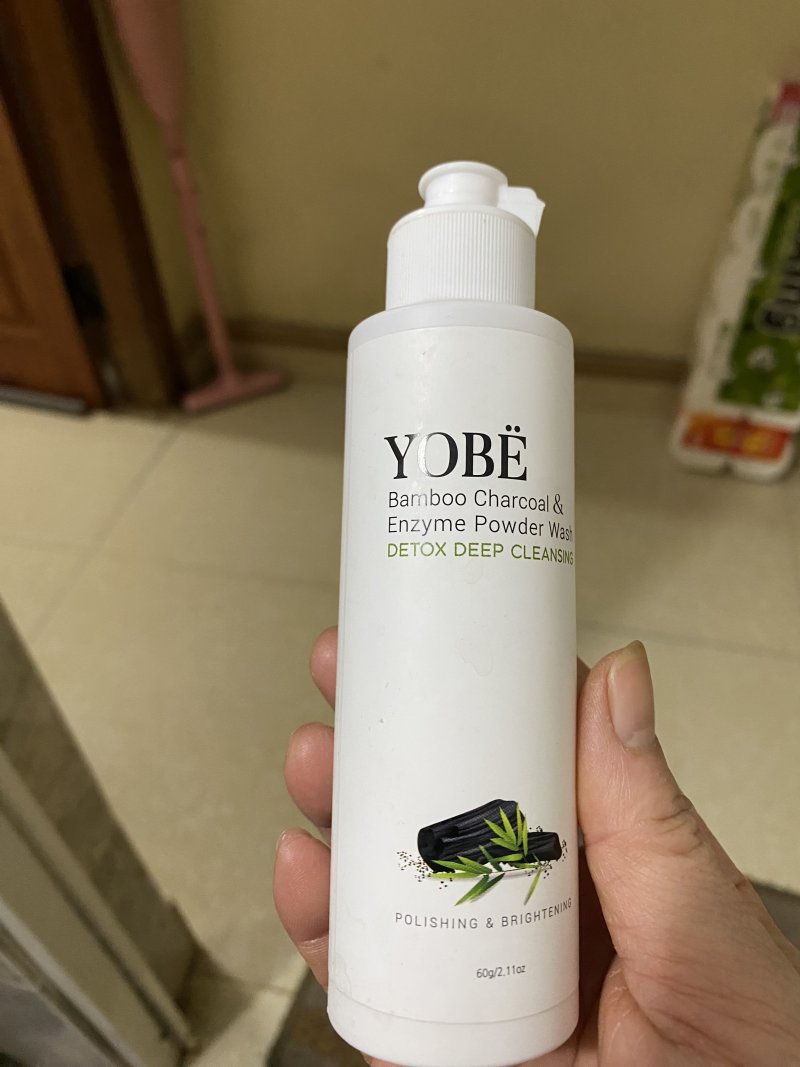 YOBË
Bamboo Charcoal &
Enzyme Powder Wash
DETOX DEEP CLEANSING
POLISHING & BRIGHTENING
60g/2.11oz